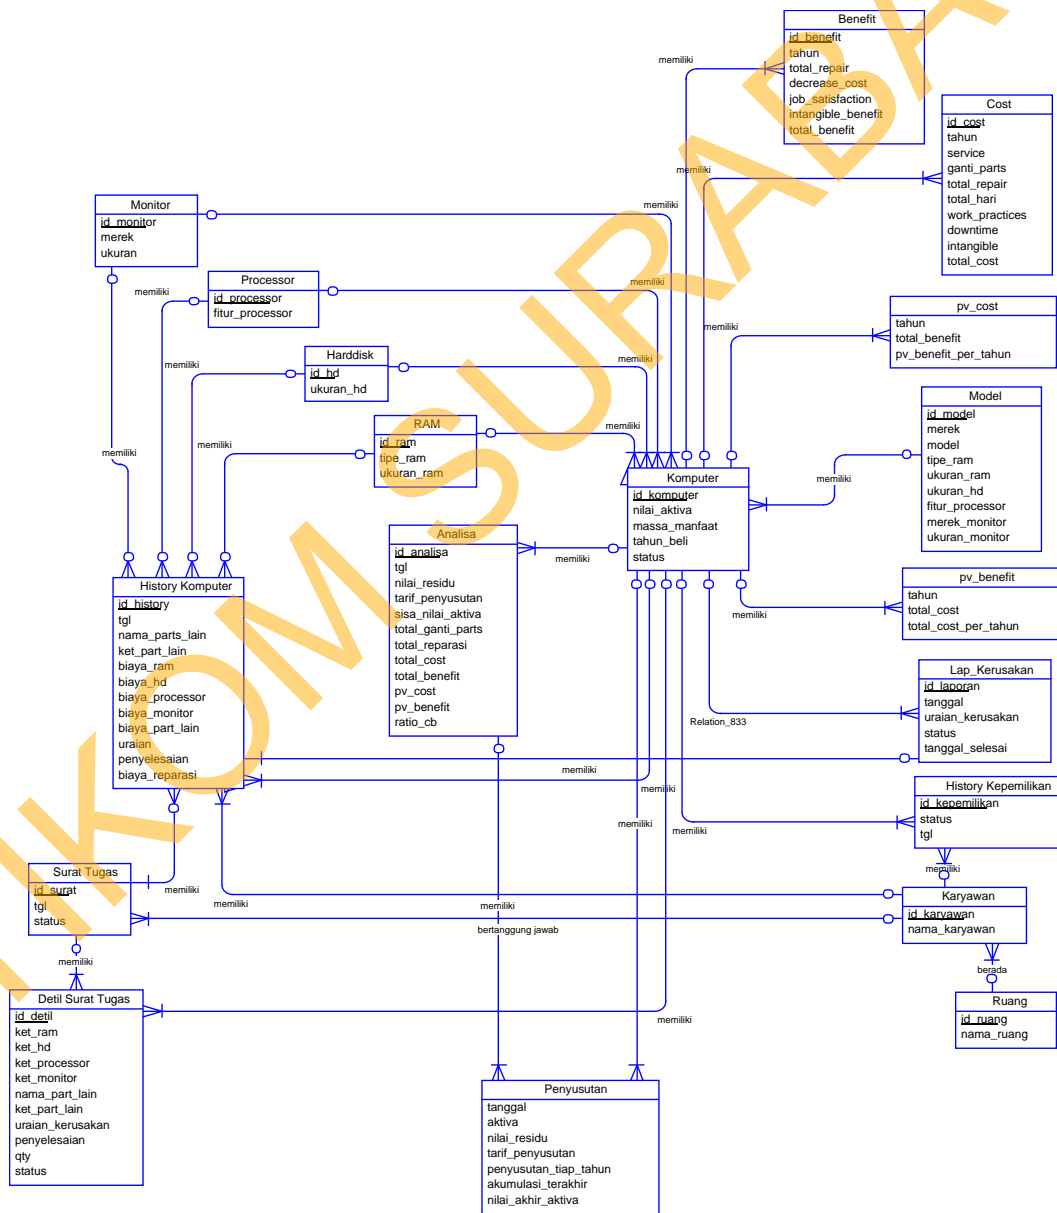 Benefit
id_benefit
tahun
total_repair
decrease_cost
job_satisfaction
intangible_benefit
total_benefit
memiliki
Cost
id_cost
tahun
service
ganti_parts
total_repair
total_hari
work_practices
downtime
intangible
total_cost
memiliki
Monitor
id_monitor
merek
ukuran
memiliki
Processor
id_processor
fitur_processor
memiliki
memiliki
pv_cost
tahun
total_benefit
pv_benefit_per_tahun
memiliki
Harddisk
id_hd
ukuran_hd
memiliki
memiliki
RAM
id_ram
tipe_ram
ukuran_ram
memiliki
memiliki
memiliki
Model
id_model
merek
model
tipe_ram
ukuran_ram
ukuran_hd
fitur_processor
merek_monitor
ukuran_monitor
memiliki
Komputer
id_komputer
nilai_aktiva
massa_manfaat
tahun_beli
status
Analisa
id_analisa
tgl
nilai_residu
tarif_penyusutan
sisa_nilai_aktiva
total_ganti_parts
total_reparasi
total_cost
total_benefit
pv_cost
pv_benefit
ratio_cb
memiliki
pv_benefit
tahun
total_cost
total_cost_per_tahun
memiliki
History Komputer
id_history
tgl
nama_parts_lain
ket_part_lain
biaya_ram
biaya_hd
biaya_processor
biaya_monitor
biaya_part_lain
uraian
penyelesaian
biaya_reparasi
Lap_Kerusakan
id_laporan
tanggal
uraian_kerusakan
status
tanggal_selesai
Relation_833
memiliki
History Kepemilikan
id_kepemilikan
status
tgl
memiliki
memiliki
memiliki
Surat Tugas
id_surat
tgl
status
memiliki
memiliki
memiliki
bertanggung jawab
Karyawan
id_karyawan
nama_karyawan
berada
Ruang
id_ruang
nama_ruang
memiliki
Detil Surat Tugas
id_detil
ket_ram
ket_hd
ket_processor
ket_monitor
nama_part_lain
ket_part_lain
uraian_kerusakan
penyelesaian
qty
status
memiliki
Penyusutan
tanggal
aktiva
nilai_residu
tarif_penyusutan
penyusutan_tiap_tahun
akumulasi_terakhir
nilai_akhir_aktiva
IKOM SURABA